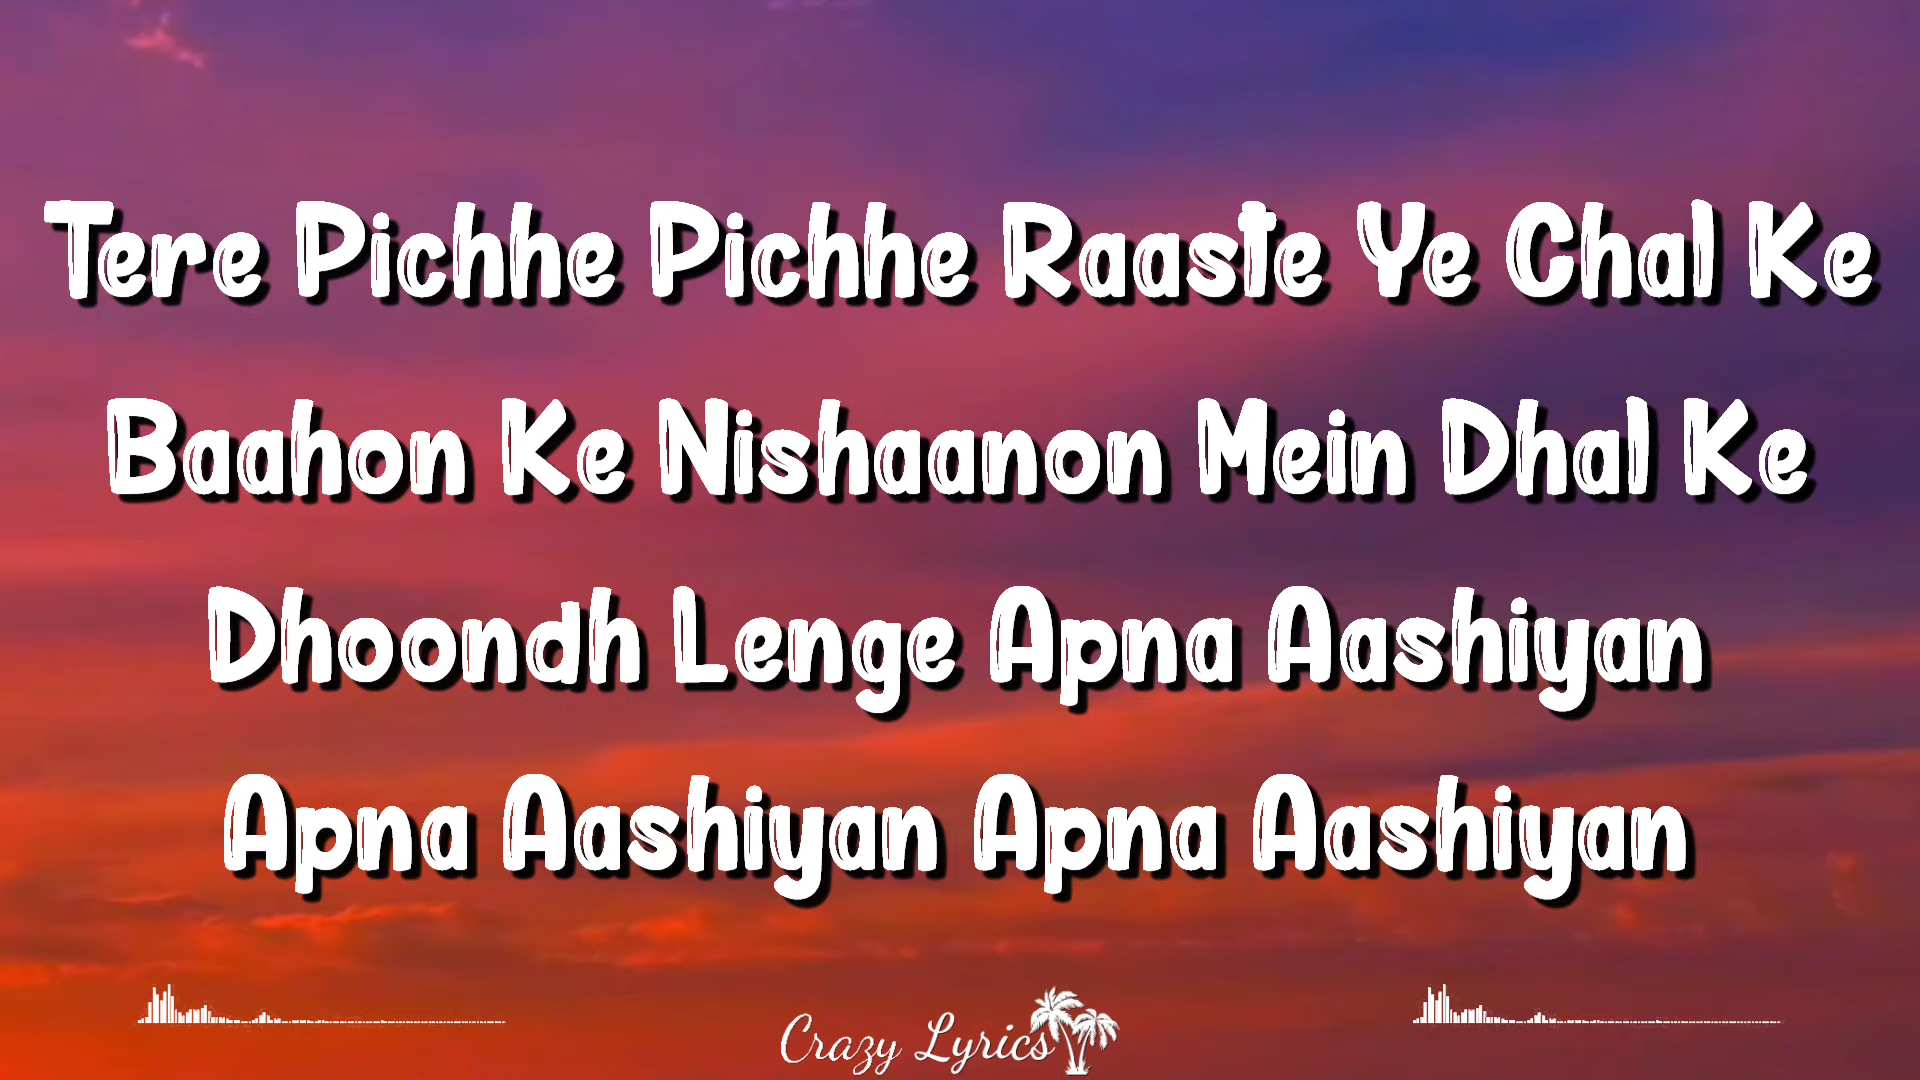 Tere Pichhe Pichhe Raaste Ye Chal Ke
Baahon Ke Nishaanon Mein Dhal Ke
Dhoondh Lenge Apna Aashiyan
Apna Aashiyan Apna Aashiyan
Crazy Lyrics